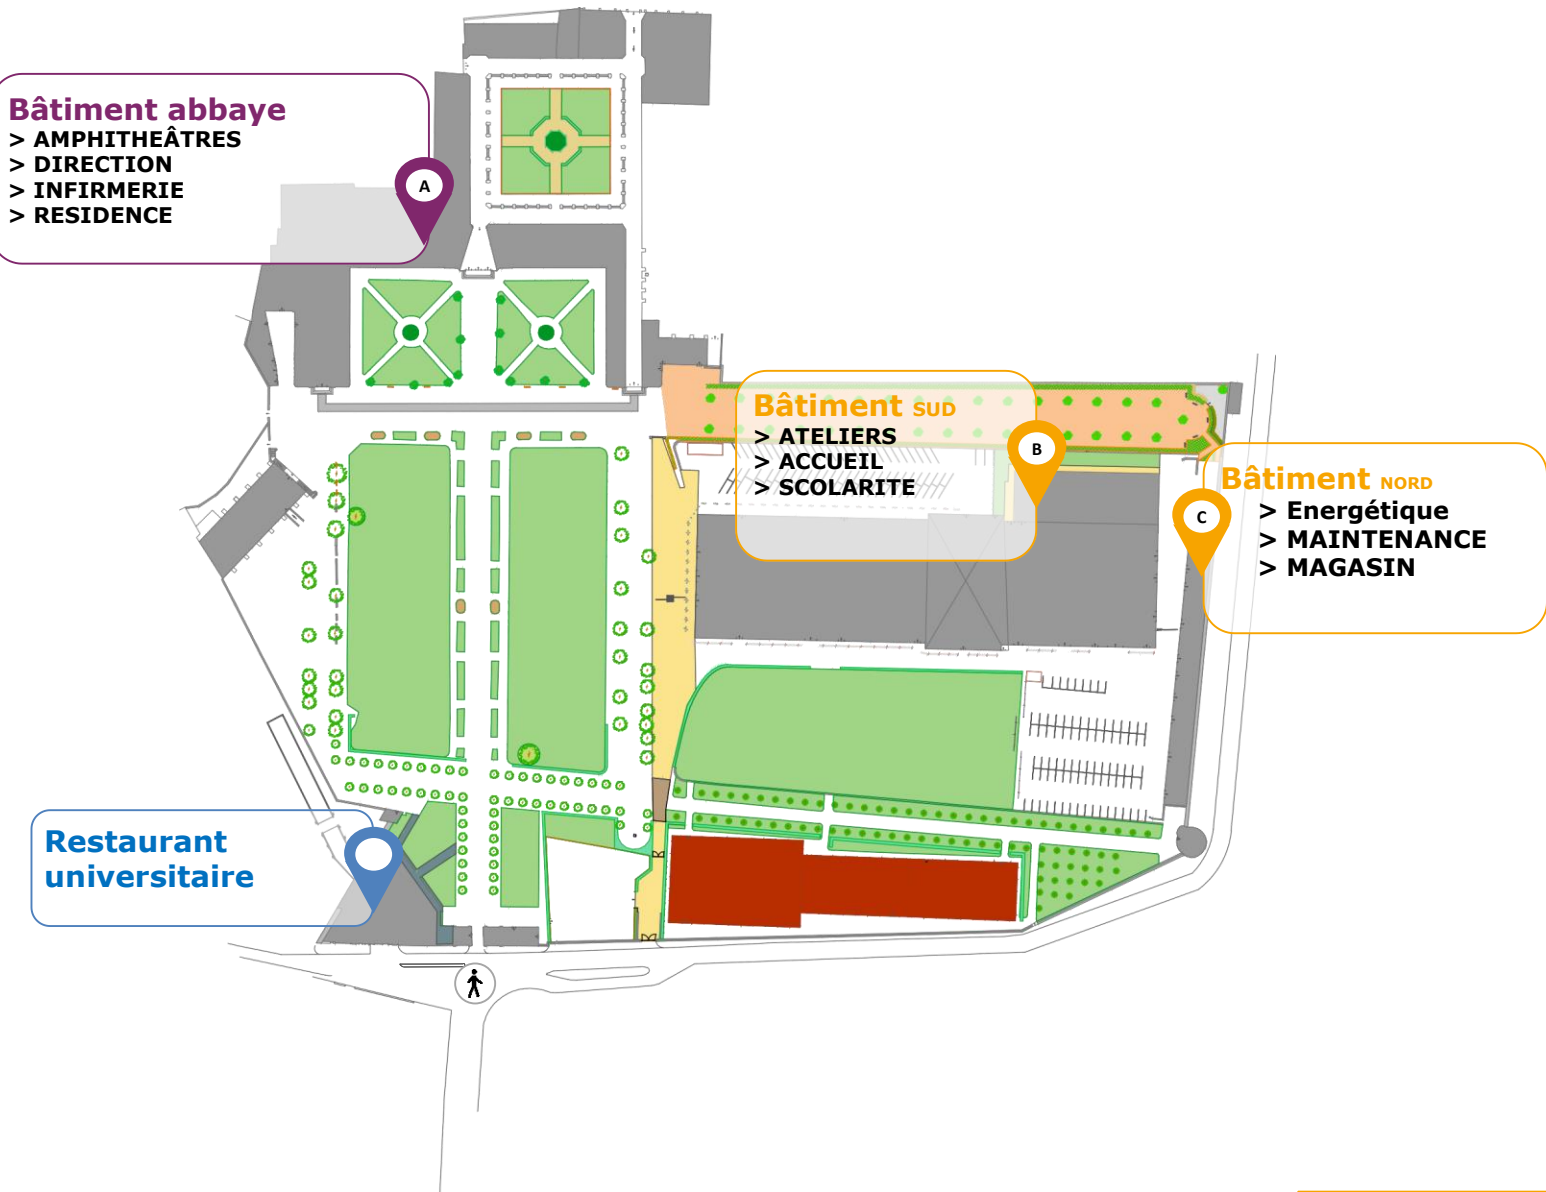 Bâtiment abbaye
> AMPHITHEÂTRES
> DIRECTION
> INFIRMERIE
> RESIDENCE
A
Bâtiment SUD
> ATELIERS
> ACCUEIL
> SCOLARITE
B
Bâtiment NORD
> Energétique
> MAINTENANCE
> MAGASIN
C
Restaurant
universitaire